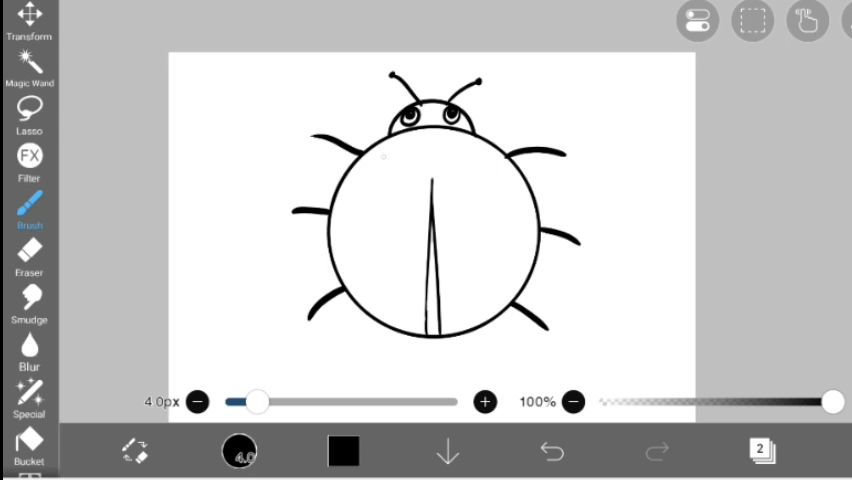 Transform
Magic Wand
Lasso
FX
Filter
Brush
Eraser
Smudge
Blur
4.0px
100%
Special
Bucket
4.0
2